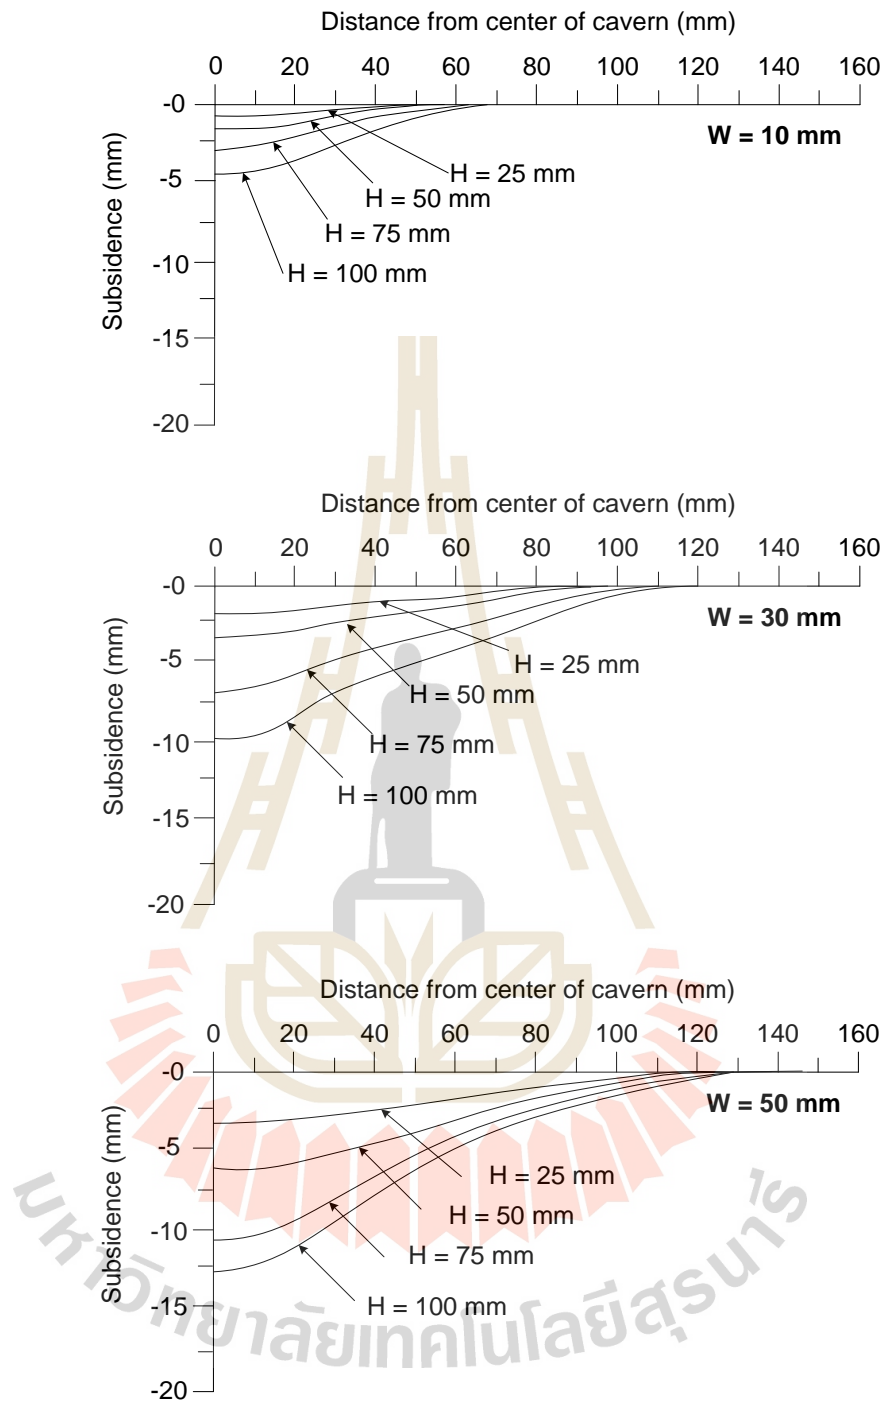 Distance from center of cavern (mm)
0 20 40 60 80 100 120 140 160
-0
W = 10 mm
H = 25 mm
-5
H = 50 mm
H = 75 mm
-10
H = 100 mm
-15
-20
Subsidence (mm)
Distance from center of cavern (mm)
0 20 40 60 80 100 120 140 160
-0
W = 30 mm
-5
H = 25 mm
H = 50 mm
-10
H = 75 mm
H = 100 mm
-15
-20
Subsidence (mm)
Distance from center of cavern (mm)
0 20 40 60 80 100 120 140 160
-0
W = 50 mm
-5
H = 25 mm
H = 50 mm
-10
H = 75 mm
-15
H = 100 mm
-20
Subsidence (mm)
มหาวิทยาลัยเทคโนโลยีสุรนารี